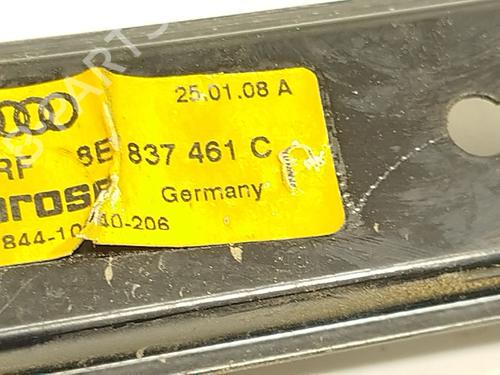 25.01.08 A
RF 8E 837 461 C
Germany
844-10
40-206